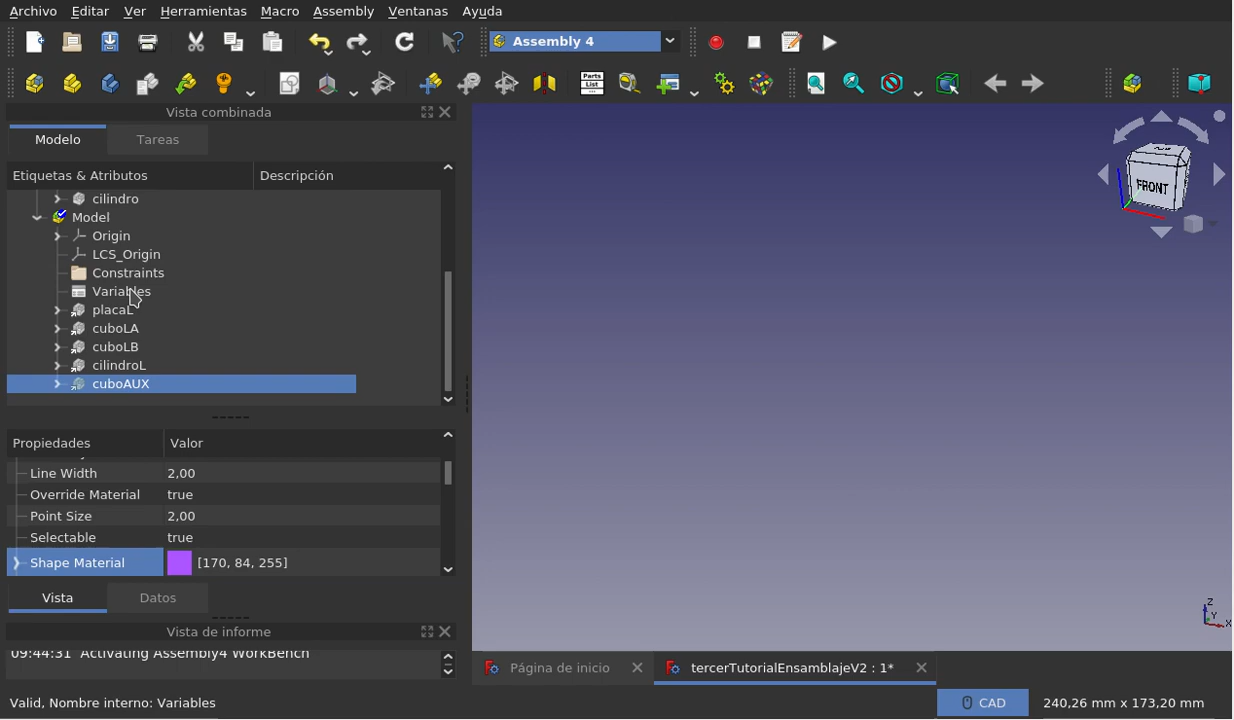 Archivo Editar Ver Herramientas Macro Assembly Ventanas Ayuda
Assembly 4
Parts List
Vista combinada
Modelo Tareas
Etiquetas & Atributos Descripción
cilindro
Model
Origin
LCS_Origin
Constraints
Variables
placaL
cuboLA
cuboLB
cilindroL
cuboAUX
Propiedades Valor
Line Width 2,00
Override Material true
Point Size 2,00
Selectable true
Shape Material [170, 84, 255]
Vista Datos
Vista de informe
09:44:31 Activating Assembly4 WorkBench
FRONT
Z
Y
X
Página de inicio tercerTutorialEnsamblajeV2 : 1*
Valid, Nombre interno: Variables CAD 240,26 mm x 173,20 mm